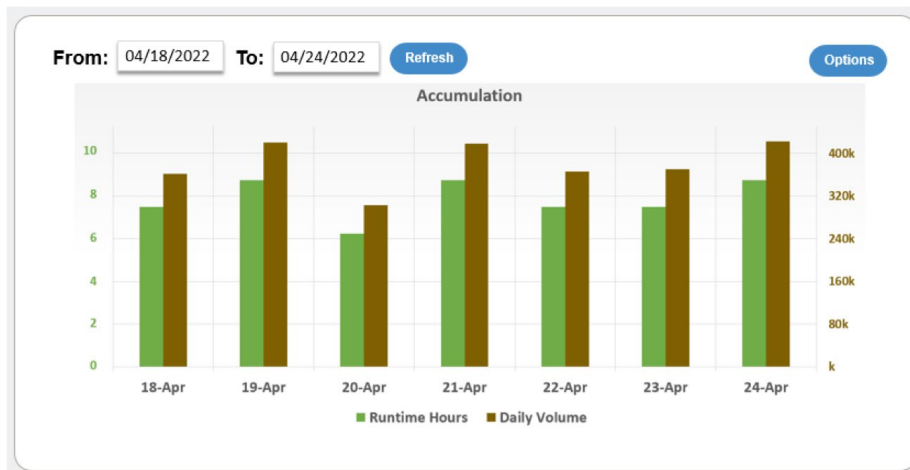 From: 04/18/2022 To: 04/24/2022 Refresh Options
Accumulation
10 400k
8 320k
6 240k
4 160k
2 80k
0 k
18-Apr 19-Apr 20-Apr 21-Apr 22-Apr 23-Apr 24-Apr
Runtime Hours Daily Volume